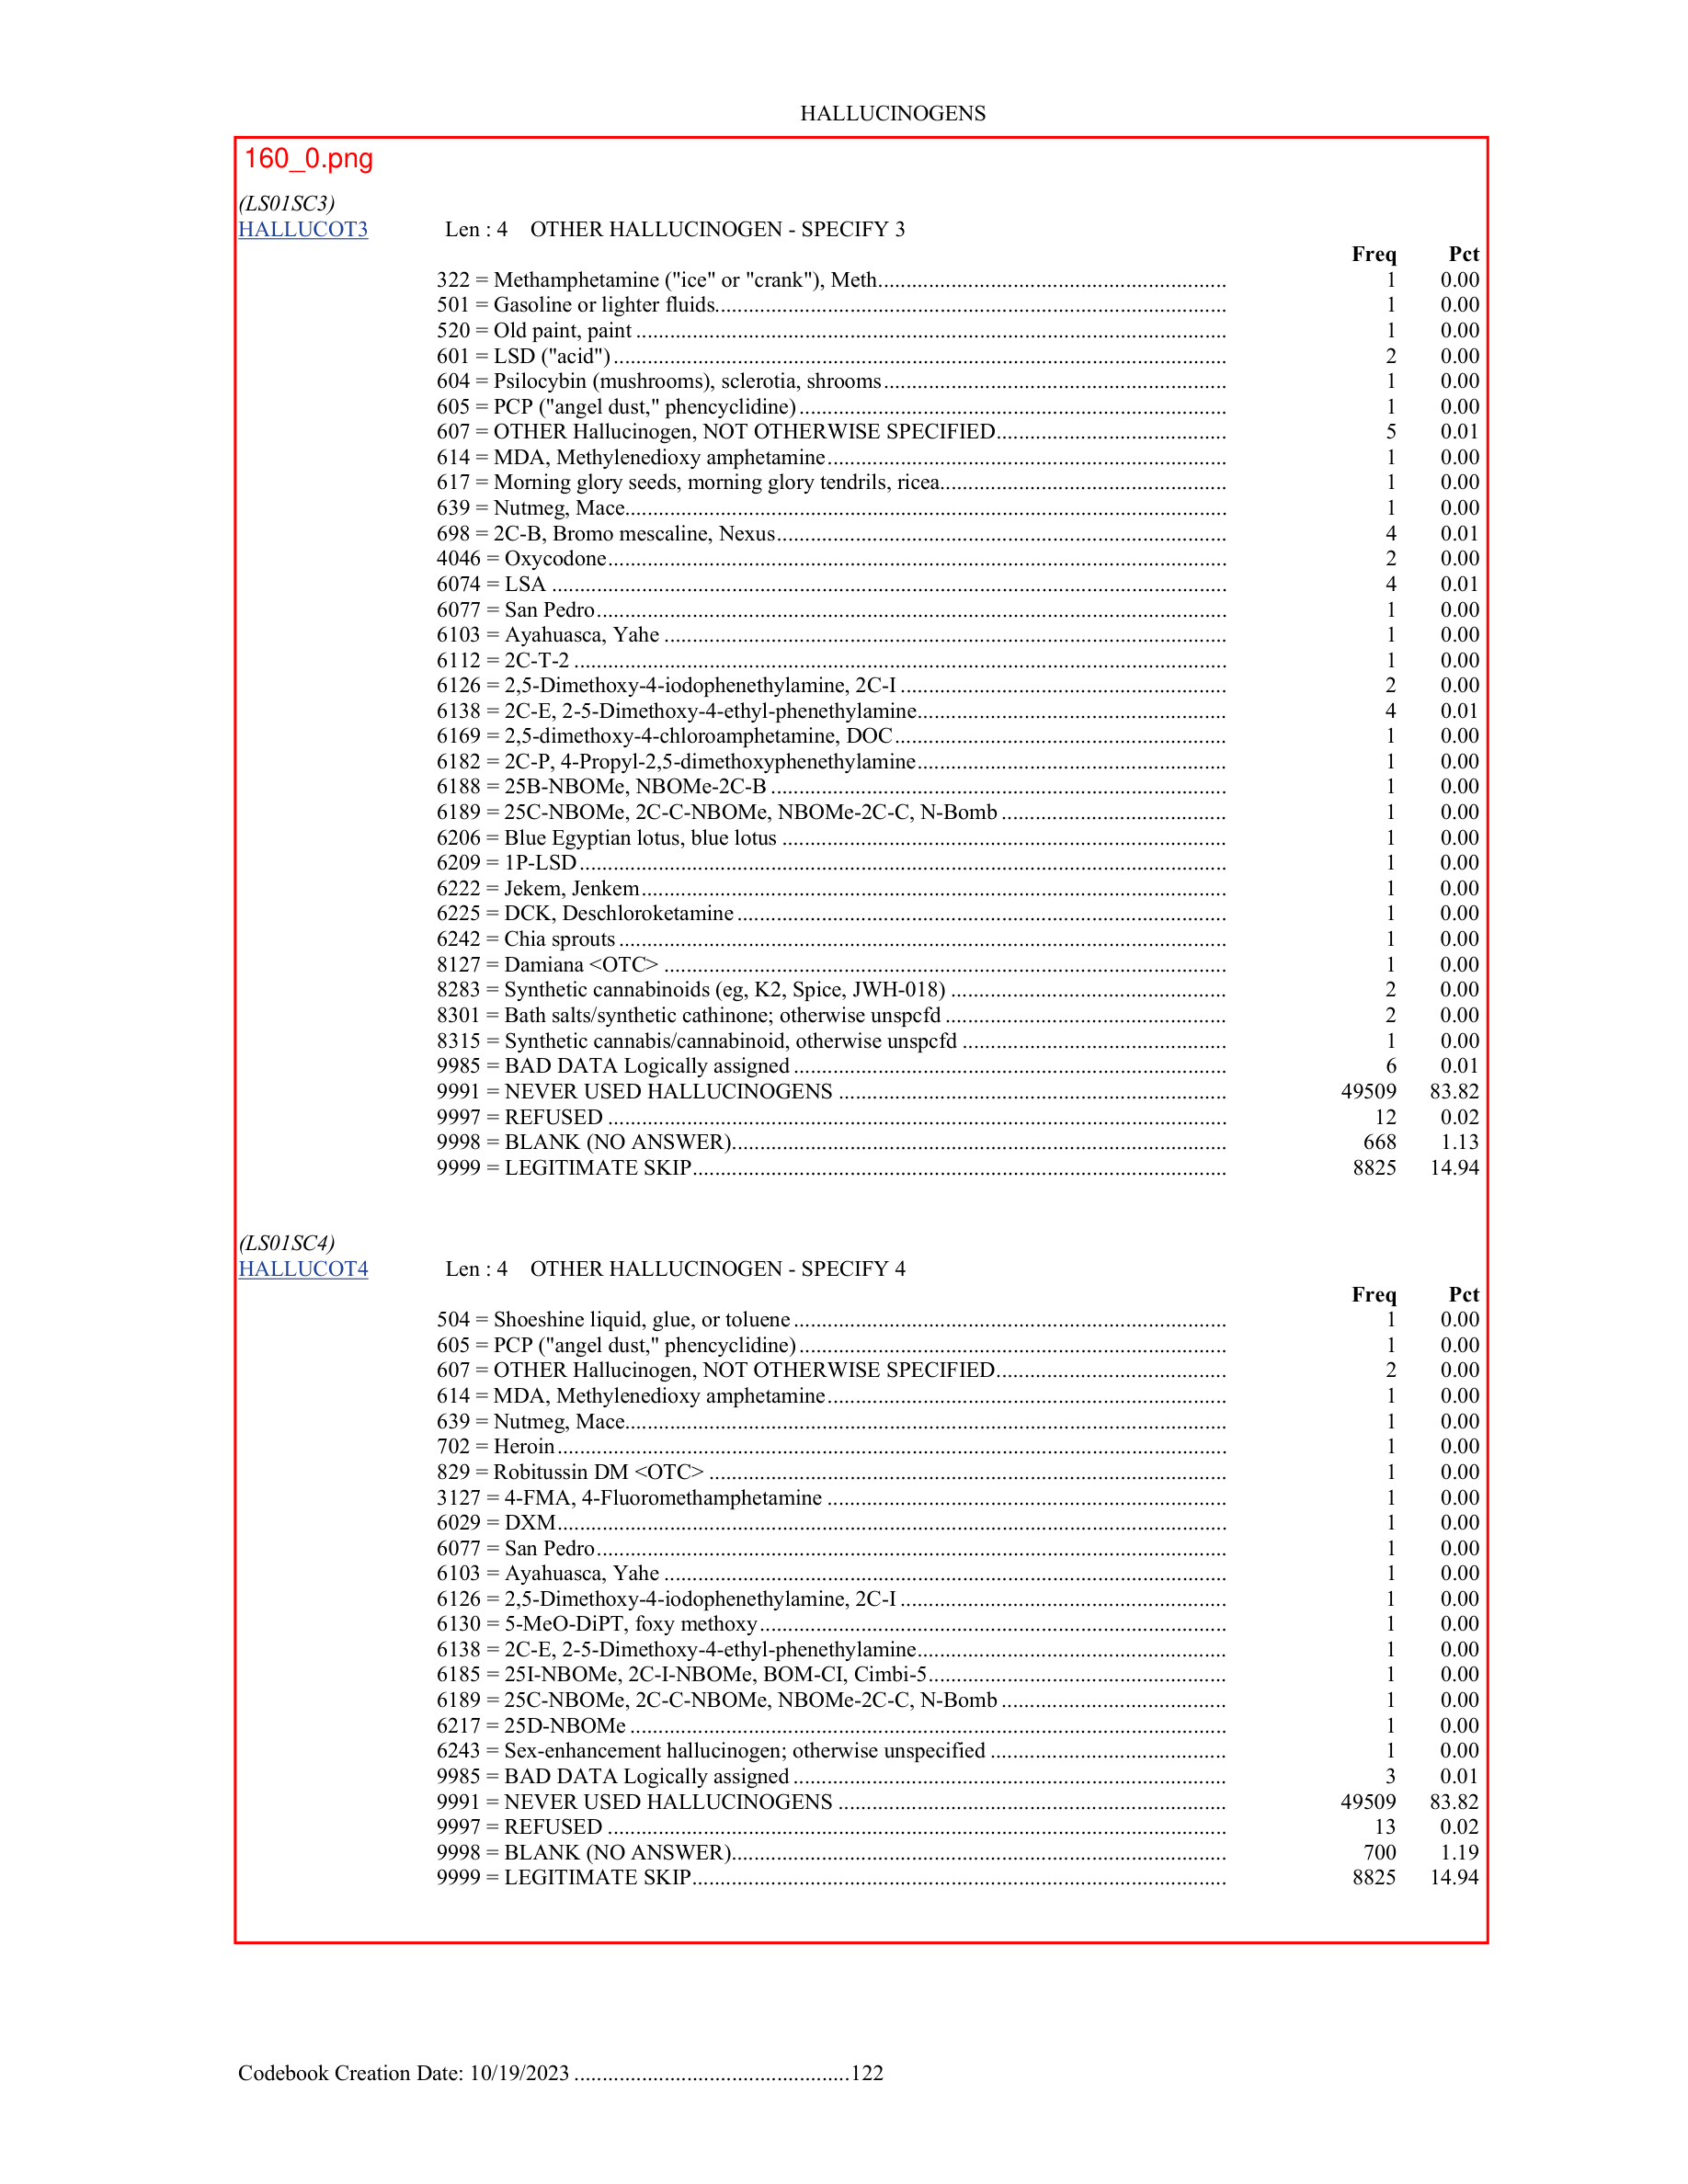 HALLUCINOGENS
160_0.png
(LS01SC3)
HALLUCOT3 Len : 4 OTHER HALLUCINOGEN - SPECIFY 3
Freq Pct
322 = Methamphetamine ("ice" or "crank"), Meth 1 0.00
501 = Gasoline or lighter fluids 1 0.00
520 = Old paint, paint 1 0.00
601 = LSD ("acid") 2 0.00
604 = Psilocybin (mushrooms), sclerotia, shrooms 1 0.00
605 = PCP ("angel dust," phencyclidine) 1 0.00
607 = OTHER Hallucinogen, NOT OTHERWISE SPECIFIED 5 0.01
614 = MDA, Methylenedioxy amphetamine 1 0.00
617 = Morning glory seeds, morning glory tendrils, ricea 1 0.00
639 = Nutmeg, Mace 1 0.00
698 = 2C-B, Bromo mescaline, Nexus 4 0.01
4046 = Oxycodone 2 0.00
6074 = LSA 4 0.01
6077 = San Pedro 1 0.00
6103 = Ayahuasca, Yahe 1 0.00
6112 = 2C-T-2 1 0.00
6126 = 2,5-Dimethoxy-4-iodophenethylamine, 2C-I 2 0.00
6138 = 2C-E, 2-5-Dimethoxy-4-ethyl-phenethylamine 4 0.01
6169 = 2,5-dimethoxy-4-chloroamphetamine, DOC 1 0.00
6182 = 2C-P, 4-Propyl-2,5-dimethoxyphenethylamine 1 0.00
6188 = 25B-NBOMe, NBOMe-2C-B 1 0.00
6189 = 25C-NBOMe, 2C-C-NBOMe, NBOMe-2C-C, N-Bomb 1 0.00
6206 = Blue Egyptian lotus, blue lotus 1 0.00
6209 = 1P-LSD 1 0.00
6222 = Jekem, Jenkem 1 0.00
6225 = DCK, Deschloroketamine 1 0.00
6242 = Chia sprouts 1 0.00
8127 = Damiana <OTC> 1 0.00
8283 = Synthetic cannabinoids (eg, K2, Spice, JWH-018) 2 0.00
8301 = Bath salts/synthetic cathinone; otherwise unspcfd 2 0.00
8315 = Synthetic cannabis/cannabinoid, otherwise unspcfd 1 0.00
9985 = BAD DATA Logically assigned 6 0.01
9991 = NEVER USED HALLUCINOGENS 49509 83.82
9997 = REFUSED 12 0.02
9998 = BLANK (NO ANSWER) 668 1.13
9999 = LEGITIMATE SKIP 8825 14.94
(LS01SC4)
HALLUCOT4 Len : 4 OTHER HALLUCINOGEN - SPECIFY 4
Freq Pct
504 = Shoeshine liquid, glue, or toluene 1 0.00
605 = PCP ("angel dust," phencyclidine) 1 0.00
607 = OTHER Hallucinogen, NOT OTHERWISE SPECIFIED 2 0.00
614 = MDA, Methylenedioxy amphetamine 1 0.00
639 = Nutmeg, Mace 1 0.00
702 = Heroin 1 0.00
829 = Robitussin DM <OTC> 1 0.00
3127 = 4-FMA, 4-Fluoromethamphetamine 1 0.00
6029 = DXM 1 0.00
6077 = San Pedro 1 0.00
6103 = Ayahuasca, Yahe 1 0.00
6126 = 2,5-Dimethoxy-4-iodophenethylamine, 2C-I 1 0.00
6130 = 5-MeO-DiPT, foxy methoxy 1 0.00
6138 = 2C-E, 2-5-Dimethoxy-4-ethyl-phenethylamine 1 0.00
6185 = 25I-NBOMe, 2C-I-NBOMe, BOM-CI, Cimbi-5 1 0.00
6189 = 25C-NBOMe, 2C-C-NBOMe, NBOMe-2C-C, N-Bomb 1 0.00
6217 = 25D-NBOMe 1 0.00
6243 = Sex-enhancement hallucinogen; otherwise unspecified 1 0.00
9985 = BAD DATA Logically assigned 3 0.01
9991 = NEVER USED HALLUCINOGENS 49509 83.82
9997 = REFUSED 13 0.02
9998 = BLANK (NO ANSWER) 700 1.19
9999 = LEGITIMATE SKIP 8825 14.94
Codebook Creation Date: 10/19/2023 122